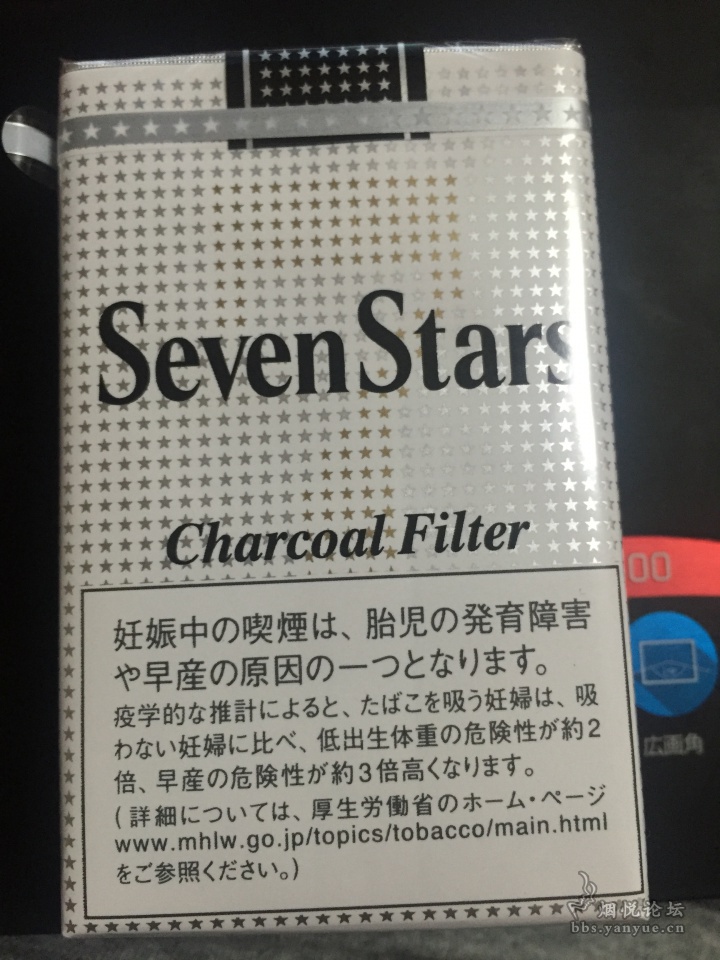 Seven Stars
Charcoal Filter
妊娠中の喫煙は、胎児の発育障害
や早産の原因の一つとなります。
疫学的な推計によると、たばこを吸う妊婦は、吸
わない妊婦に比べ、低出生体重の危険性が約2
倍、早産の危険性が約3倍高くなります。
(詳細については、厚生労働省のホーム・ページ
www.mhlw.go.jp/topics/tobacco/main.html
をご参照ください。)
00
広画角
烟悦论坛
bbs.yanyue.cn